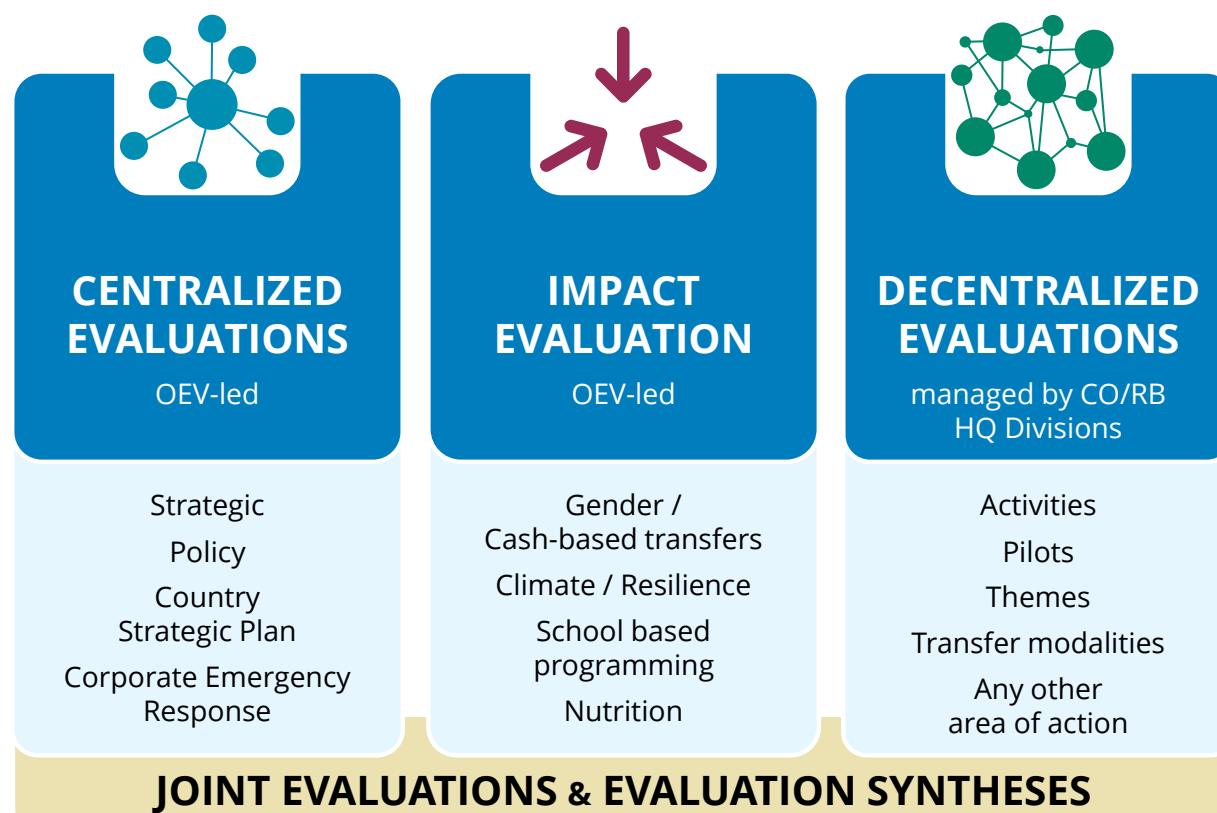 CENTRALIZED
EVALUATIONS
OEV-led
Strategic
Policy
Country
Strategic Plan
Corporate Emergency
Response
IMPACT
EVALUATION
OEV-led
Gender /
Cash-based transfers
Climate / Resilience
School based
programming
Nutrition
DECENTRALIZED
EVALUATIONS
managed by CO/RB
HQ Divisions
Activities
Pilots
Themes
Transfer modalities
Any other
area of action
JOINT EVALUATIONS & EVALUATION SYNTHESES